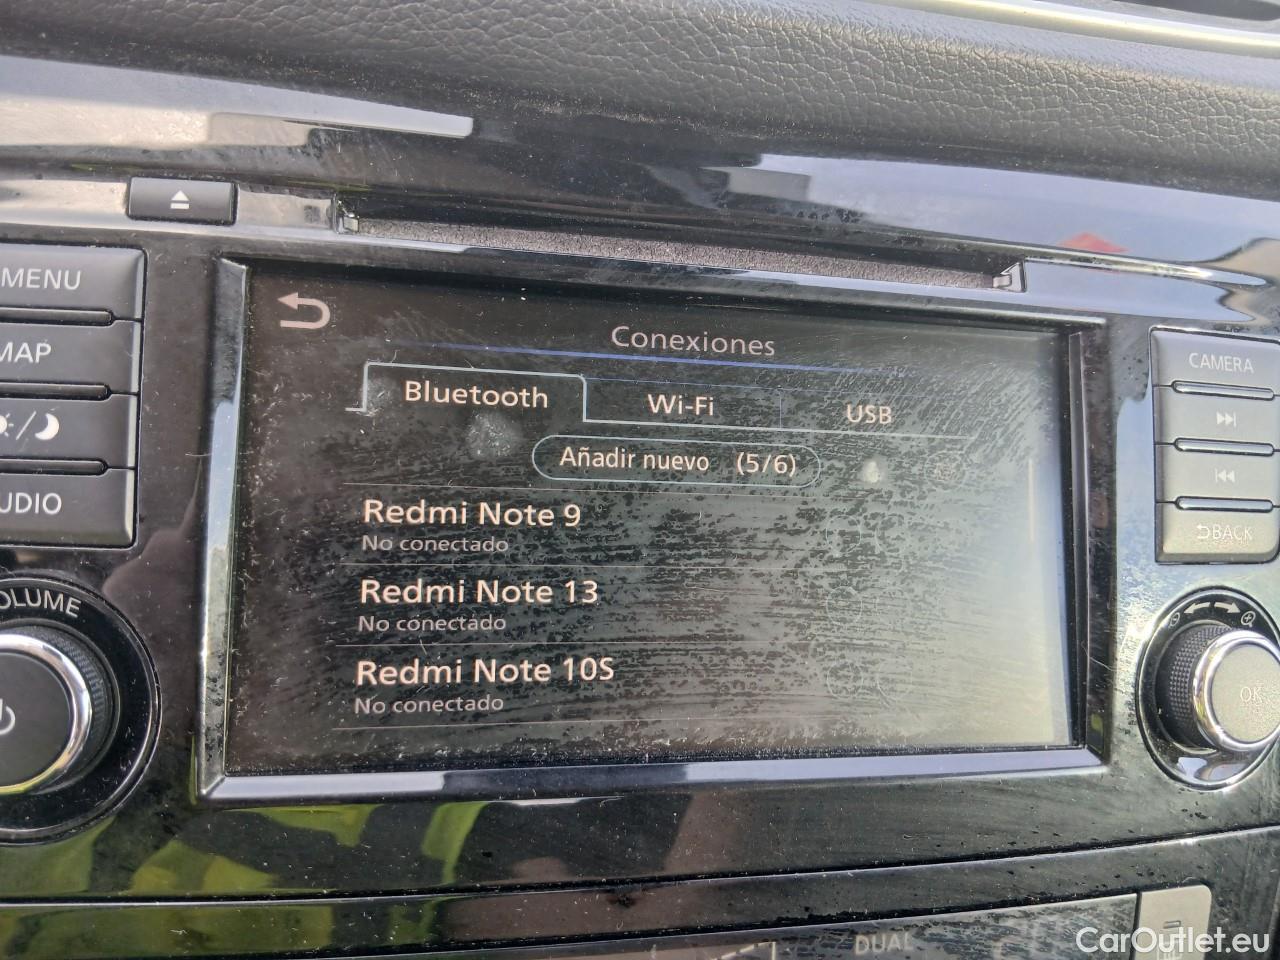 MENU
MAP
UDIO
OLUME
Conexiones
Bluetooth
Wi-Fi
USB
Añadir nuevo (5/6)
Redmi Note 9
No conectado
Redmi Note 13
No conectado
Redmi Note 10S
No conectado
CAMERA
BACK
OK
DUAL
CarOutlet.eu